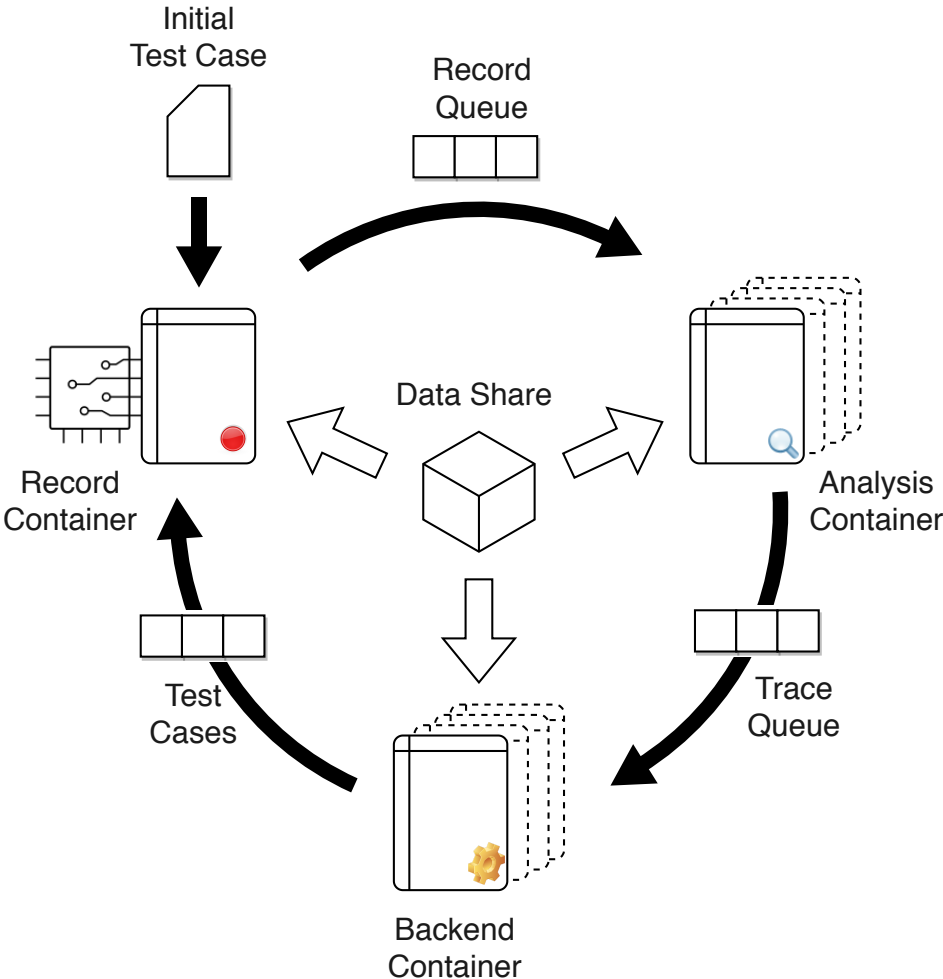 Initial
Test Case
Record
Queue
Data Share
Record
Container
Analysis
Container
Test
Cases
Trace
Queue
Backend
Container